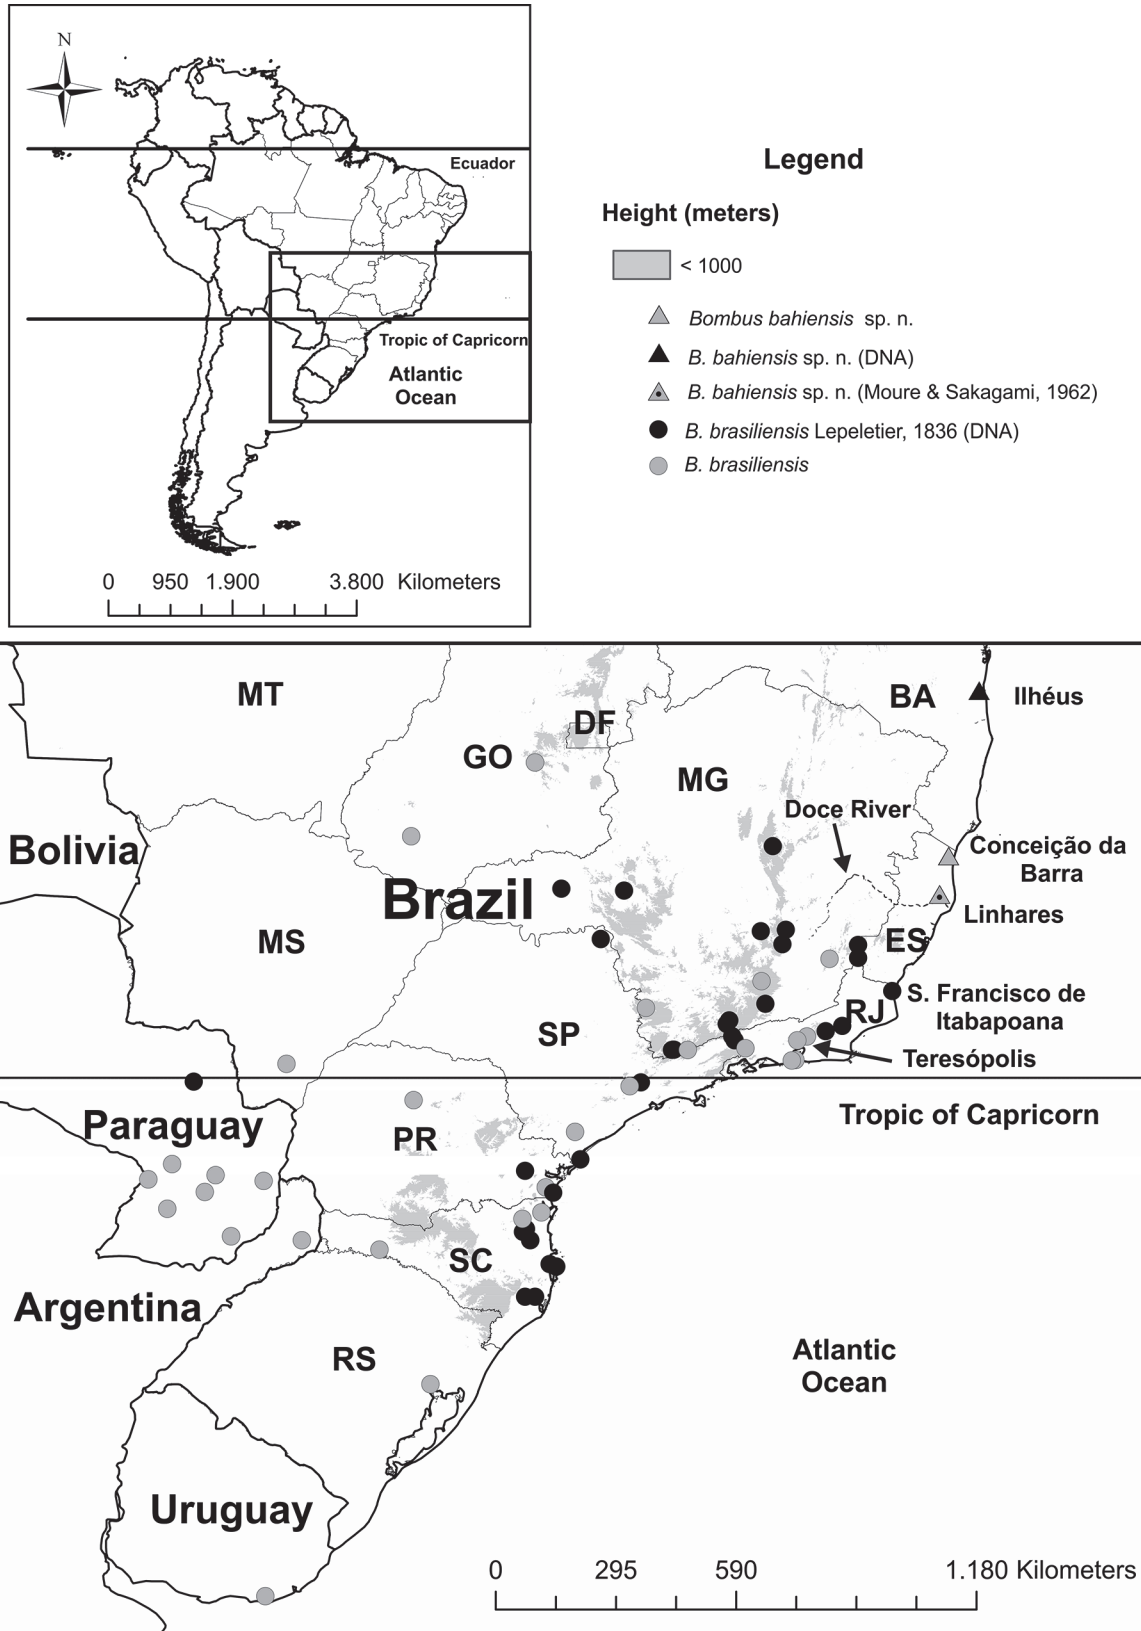 N
Ecuador
Tropic of Capricorn
Atlantic
Ocean
0 950 1.900 3.800 Kilometers
Legend
Height (meters)
< 1000
Bombus bahiensis sp. n.
B. bahiensis sp. n. (DNA)
B. bahiensis sp. n. (Moure & Sakagami, 1962)
B. brasiliensis Lepeletier, 1836 (DNA)
B. brasiliensis
MT
BA
Ilhéus
DF
GO
MG
Doce River
Bolivia
Conceição da
Barra
Brazil
Linhares
MS
ES
S. Francisco de
Itabapoana
RJ
SP
Teresópolis
Tropic of Capricorn
Paraguay
PR
SC
Argentina
RS
Atlantic
Ocean
Uruguay
0 295 590 1.180 Kilometers